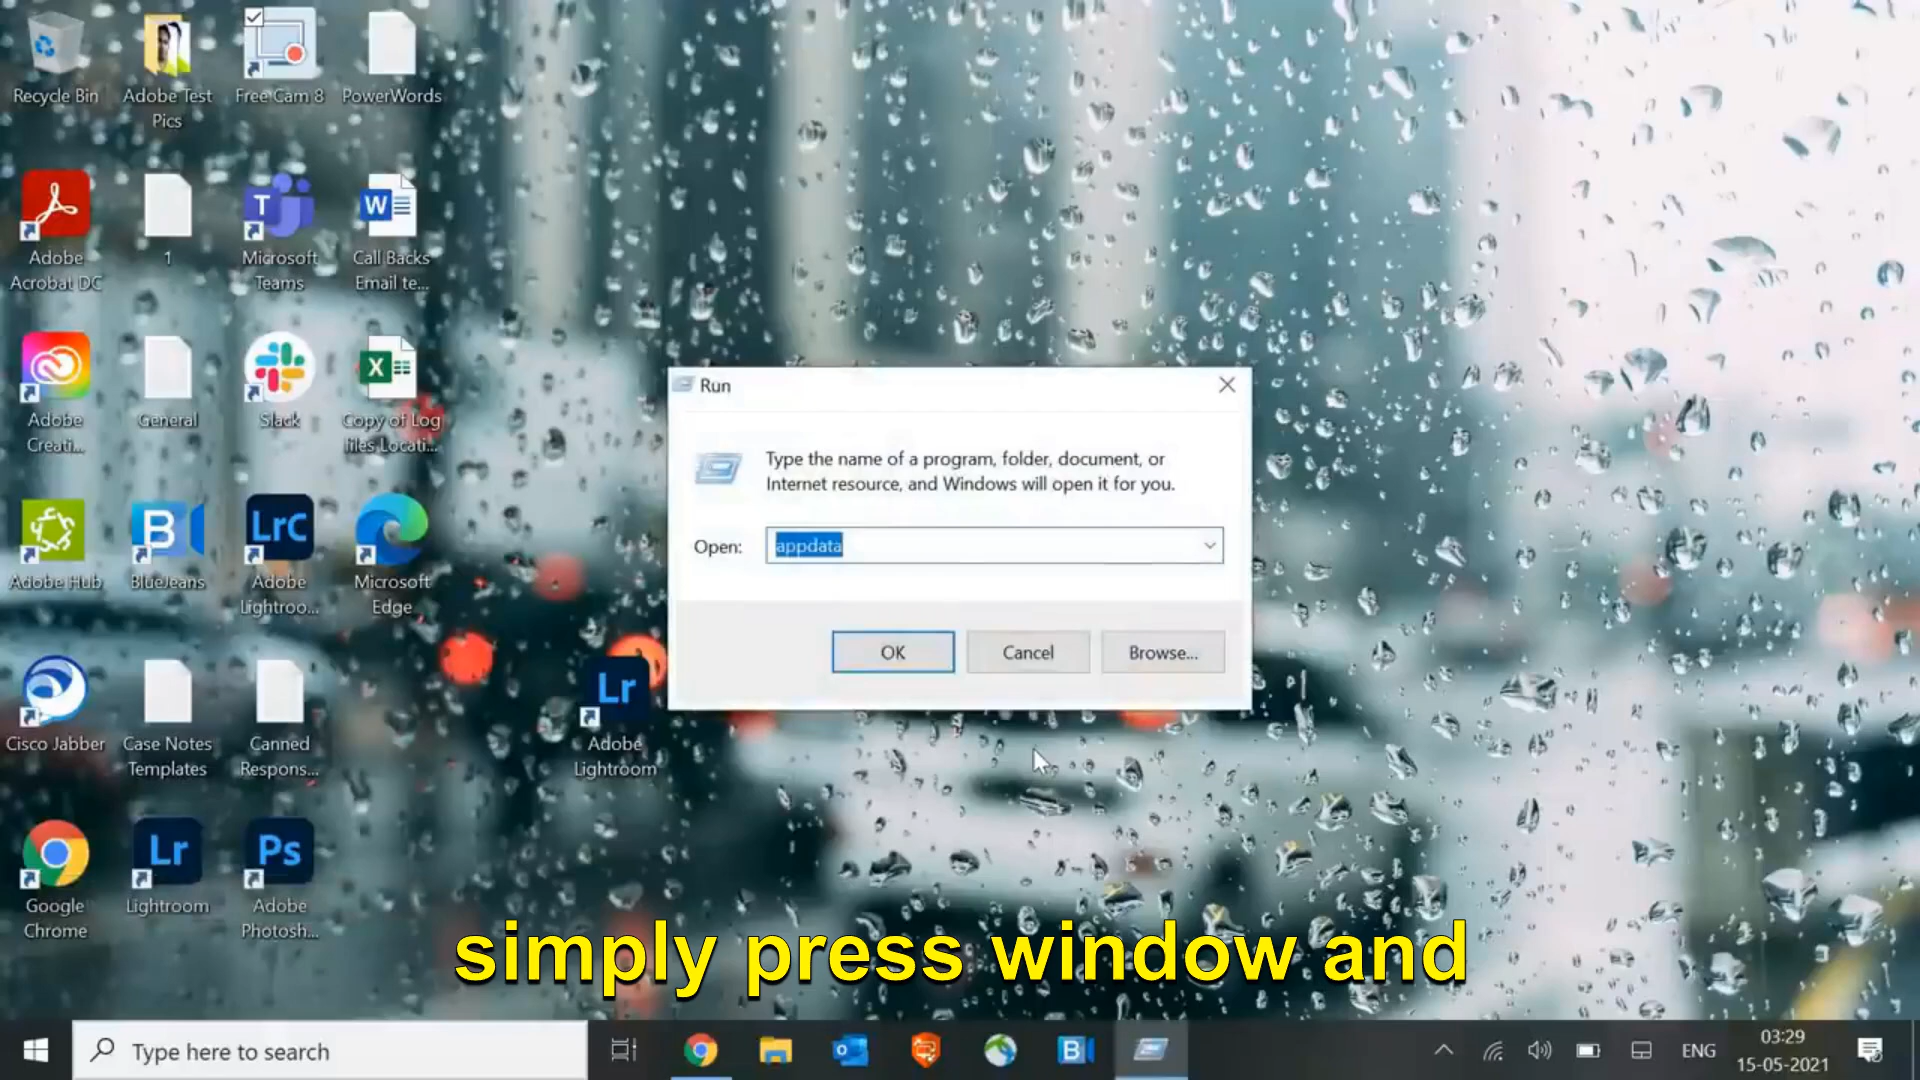 Recycle Bin
Adobe Test
Pics
Free Cam 8
PowerWords
Adobe
Acrobat DC
1
Microsoft
Teams
Call Backs
Email te...
Adobe
Creati...
General
Slack
Copy of Log
files Locati...
Adobe Hub
BlueJeans
Adobe
Lightroo...
Microsoft
Edge
Cisco Jabber
Case Notes
Templates
Canned
Respons...
Adobe
Lightroom
Google
Chrome
Lightroom
Adobe
Photosh...
Run
Type the name of a program, folder, document, or
Internet resource, and Windows will open it for you.
Open: appdata
OK
Cancel
Browse...
simply press window and
Type here to search
ENG
03:29
15-05-2021